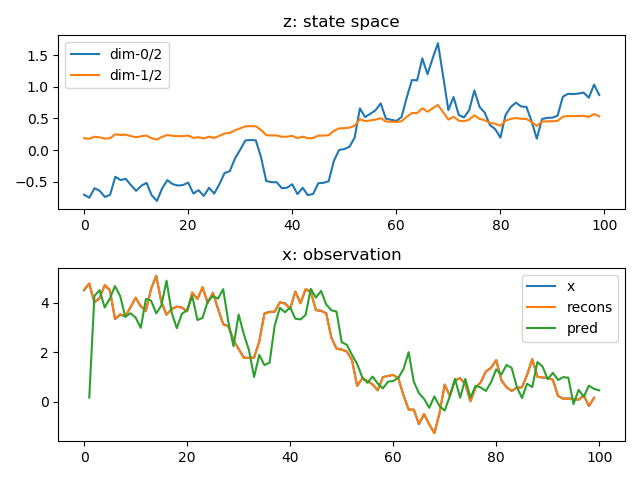 z: state space
dim-0/2
dim-1/2
1.5
1.0
0.5
0.0
−0.5
0 20 40 60 80 100
x: observation
x
recons
pred
4
2
0
0 20 40 60 80 100